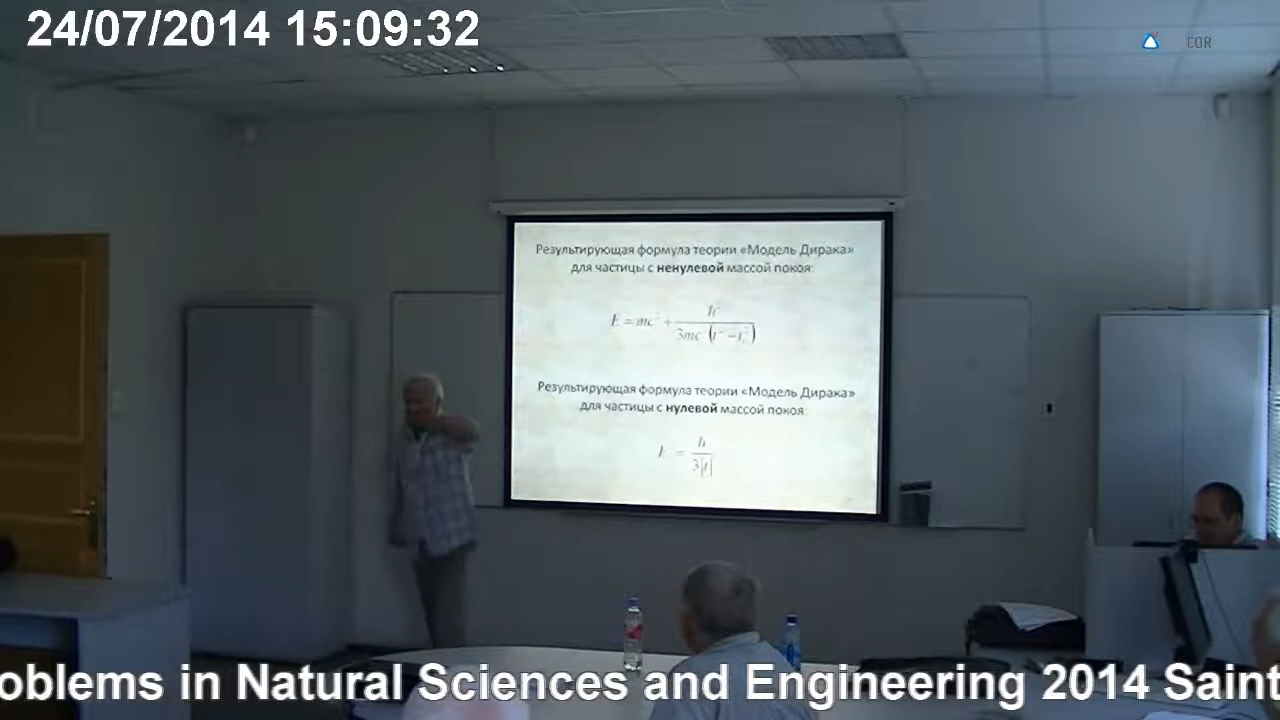 24/07/2014 15:09:32
COR
Результирующая формула теории «Модель Дирака»
для частицы с ненулевой массой покоя:
Результирующая формула теории «Модель Дирака»
для частицы с нулевой массой покоя
oblems in Natural Sciences and Engineering 2014 Saint